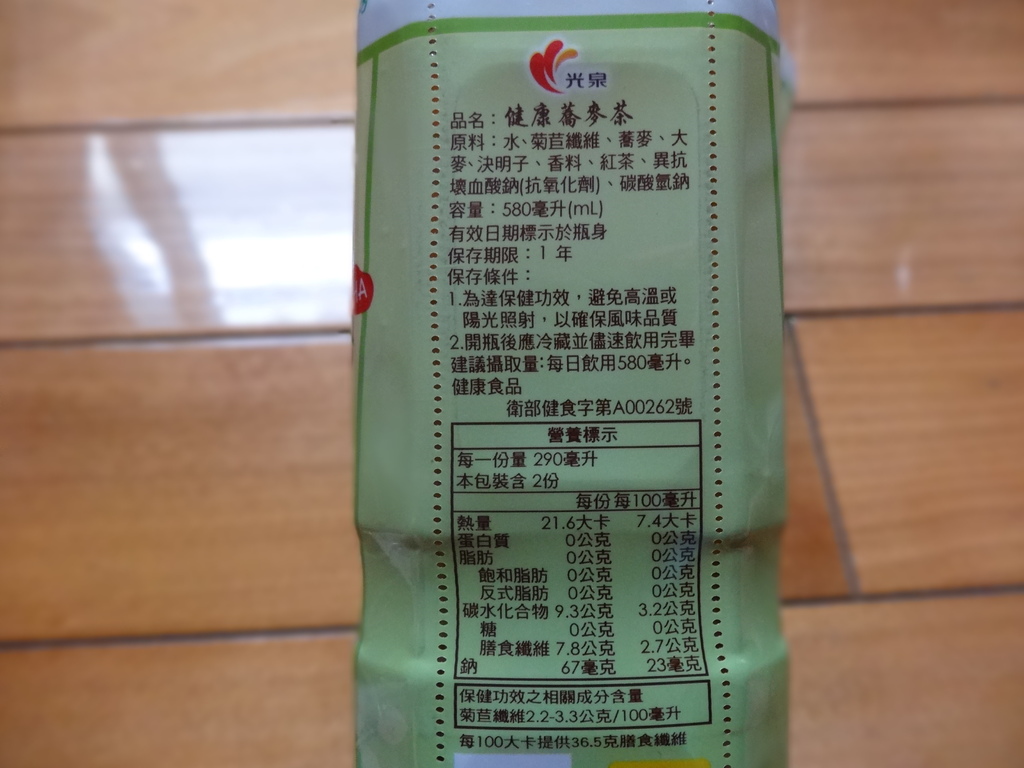 光泉
品名：健康蕎麥茶
原料：水、菊苣纖維、蕎麥、大
麥、決明子、香料、紅茶、異抗
壞血酸鈉(抗氧化劑)、碳酸氫鈉
容量：580毫升(mL)
有效日期標示於瓶身
保存期限：1 年
保存條件：
1.為達保健功效，避免高溫或
陽光照射，以確保風味品質
2.開瓶後應冷藏並儘速飲用完畢
建議攝取量:每日飲用580毫升。
健康食品
衛部健食字第A00262號
營養標示
每一份量 290毫升
本包裝含 2份
每份 每100毫升
熱量 21.6大卡 7.4大卡
蛋白質 0公克 0公克
脂肪 0公克 0公克
飽和脂肪 0公克 0公克
反式脂肪 0公克 0公克
碳水化合物 9.3公克 3.2公克
糖 0公克 0公克
膳食纖維 7.8公克 2.7公克
鈉 67毫克 23毫克
保健功效之相關成分含量
菊苣纖維2.2-3.3公克/100毫升
每100大卡提供36.5克膳食纖維